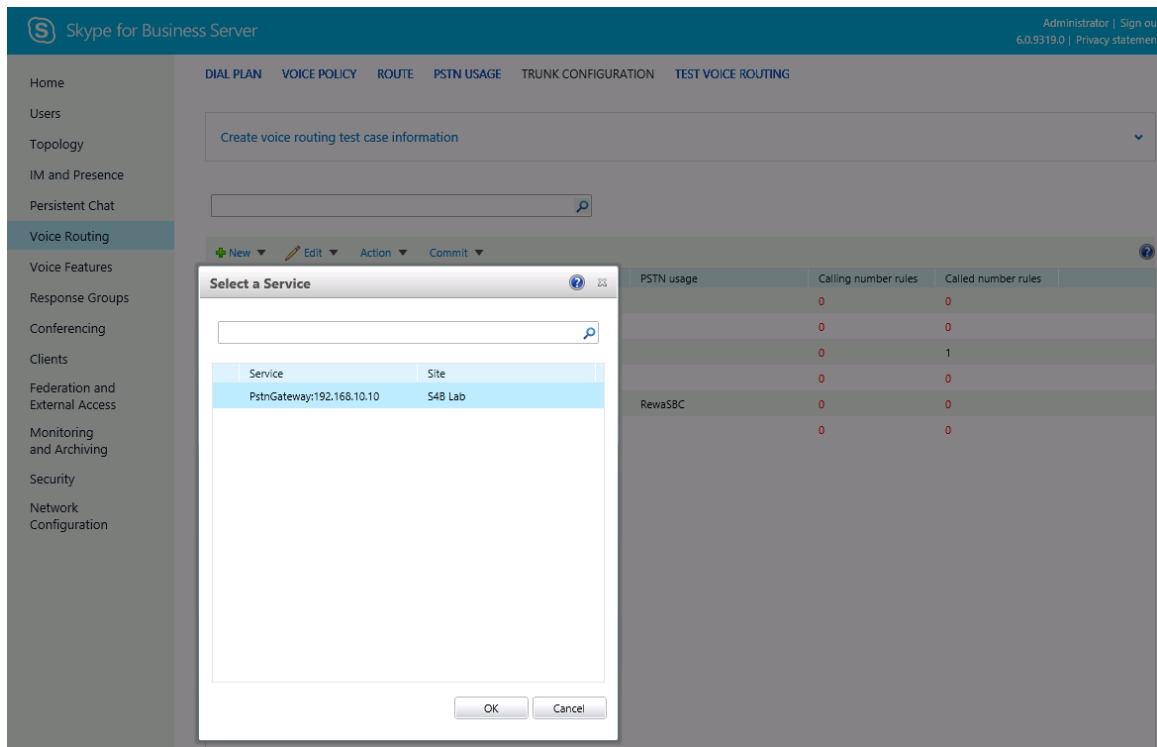 Skype for Business Server
Administrator | Sign ou
6.0.9319.0 | Privacy statemen
Home
Users
Topology
IM and Presence
Persistent Chat
Voice Routing
Voice Features
Response Groups
Conferencing
Clients
Federation and
External Access
Monitoring
and Archiving
Security
Network
Configuration
DIAL PLAN VOICE POLICY ROUTE PSTN USAGE TRUNK CONFIGURATION TEST VOICE ROUTING
Create voice routing test case information
New Edit Action Commit
PSTN usage Calling number rules Called number rules
0 0
0 0
0 1
0 0
RewaSBC 0 0
0 0
Select a Service
Service Site
PstnGateway:192.168.10.10 S4B Lab
OK Cancel